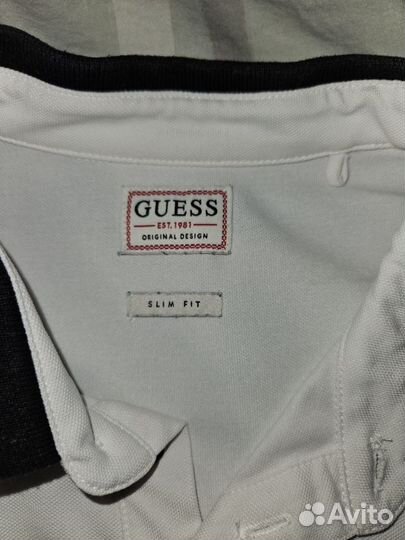 GUESS
EST. 1981
ORIGINAL DESIGN
SLIM FIT
Avito